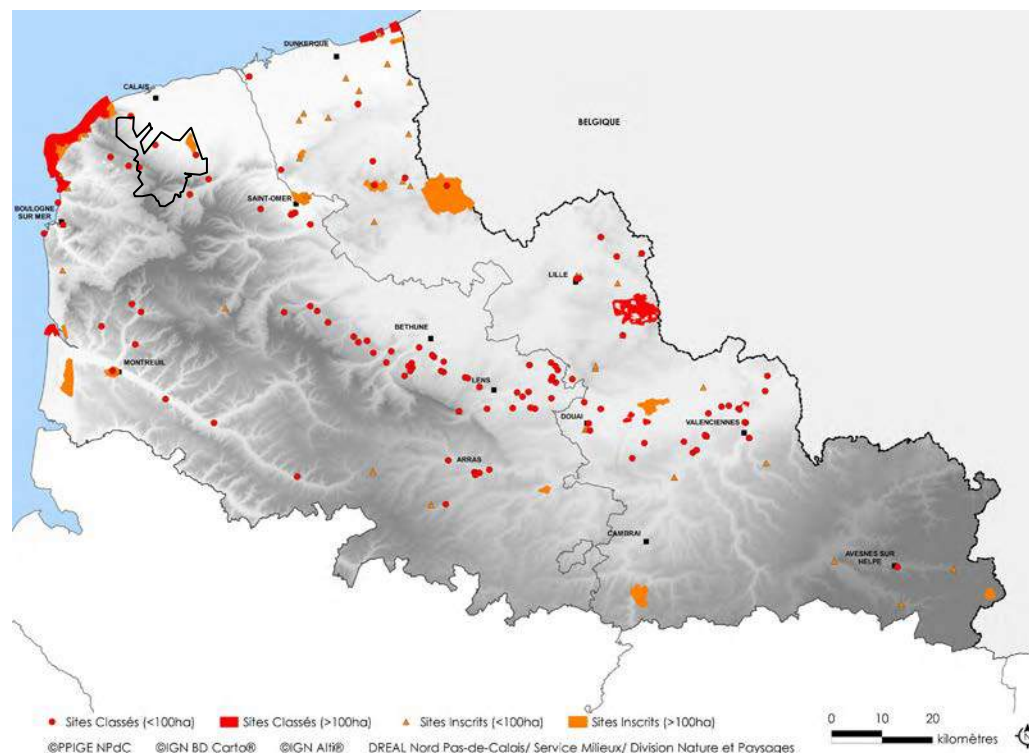 DUNKERQUE
CALAIS
BELGIQUE
SAINT-OMER
BOULOGNE
SUR MER
LILLE
BETHUNE
MONTREUIL
LENS
DOUAI
VALENCIENNES
ARRAS
CAMBRAI
AVESNES SUR
HELPE
Sites Classés (<100ha) Sites Classés (>100ha) Sites Inscrits (<100ha) Sites Inscrits (>100ha)
0 10 20
kilomètres
©PPIGE NPdC ©IGN BD Carto® ©IGN Alti® DREAL Nord Pas-de-Calais/ Service Milieux/ Division Nature et Paysages